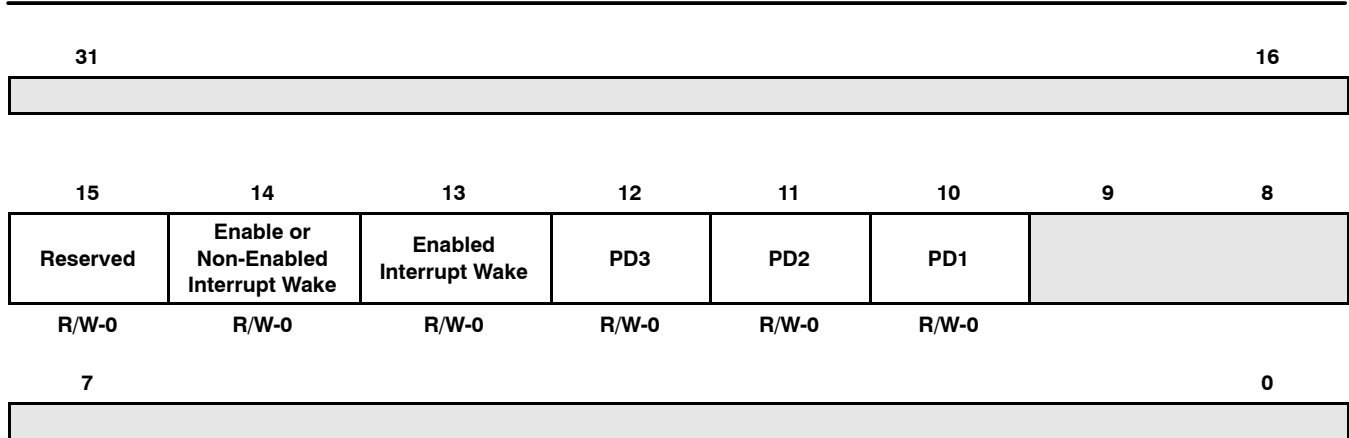 31 16
15 14 13 12 11 10 9 8
Reserved
Enable or
Non-Enabled
Interrupt Wake
Enabled
Interrupt Wake
PD3
PD2
PD1
R/W-0 R/W-0 R/W-0 R/W-0 R/W-0 R/W-0
7 0